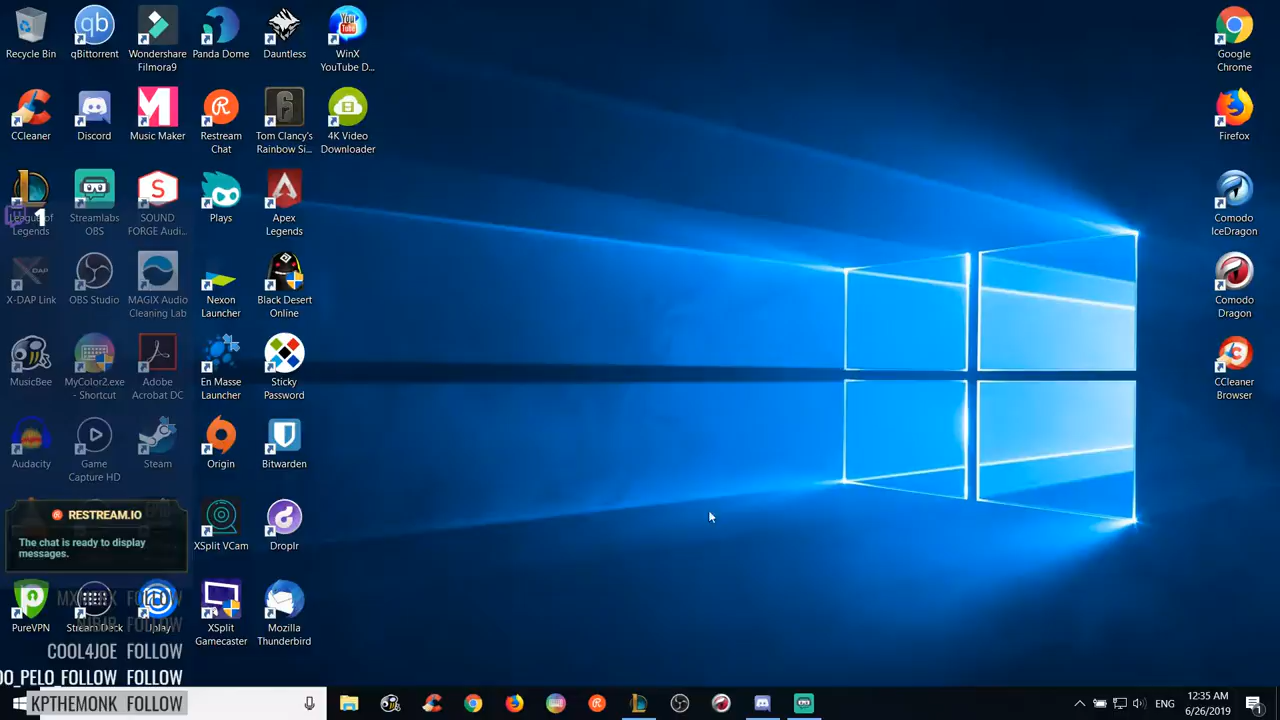 Recycle Bin
qBittorrent
Wondershare
Filmora9
Panda Dome
Dauntless
WinX
YouTube D...
Google
Chrome
CCleaner
Discord
Music Maker
Restream
Chat
Tom Clancy's
Rainbow Si...
4K Video
Downloader
Firefox
League of
Legends
1
Streamlabs
OBS
SOUND
FORGE Audi...
Plays
Apex
Legends
Comodo
IceDragon
X-DAP Link
OBS Studio
MAGIX Audio
Cleaning Lab
Nexon
Launcher
Black Desert
Online
Comodo
Dragon
MusicBee
MyColor2.exe
- Shortcut
Adobe
Acrobat DC
En Masse
Launcher
Sticky
Password
CCleaner
Browser
Audacity
Game
Capture HD
Steam
Origin
Bitwarden
RESTREAM.IO
The chat is ready to display
messages.
XSplit VCam
Droplr
PureVPN
Stream Deck
Uplay
XSplit
Gamecaster
Mozilla
Thunderbird
FOLLOW
FOLLOW
COOL4JOE FOLLOW
DO_PELO_FOLLOW FOLLOW
KPTHEMONK FOLLOW
ENG
12:35 AM
6/26/2019